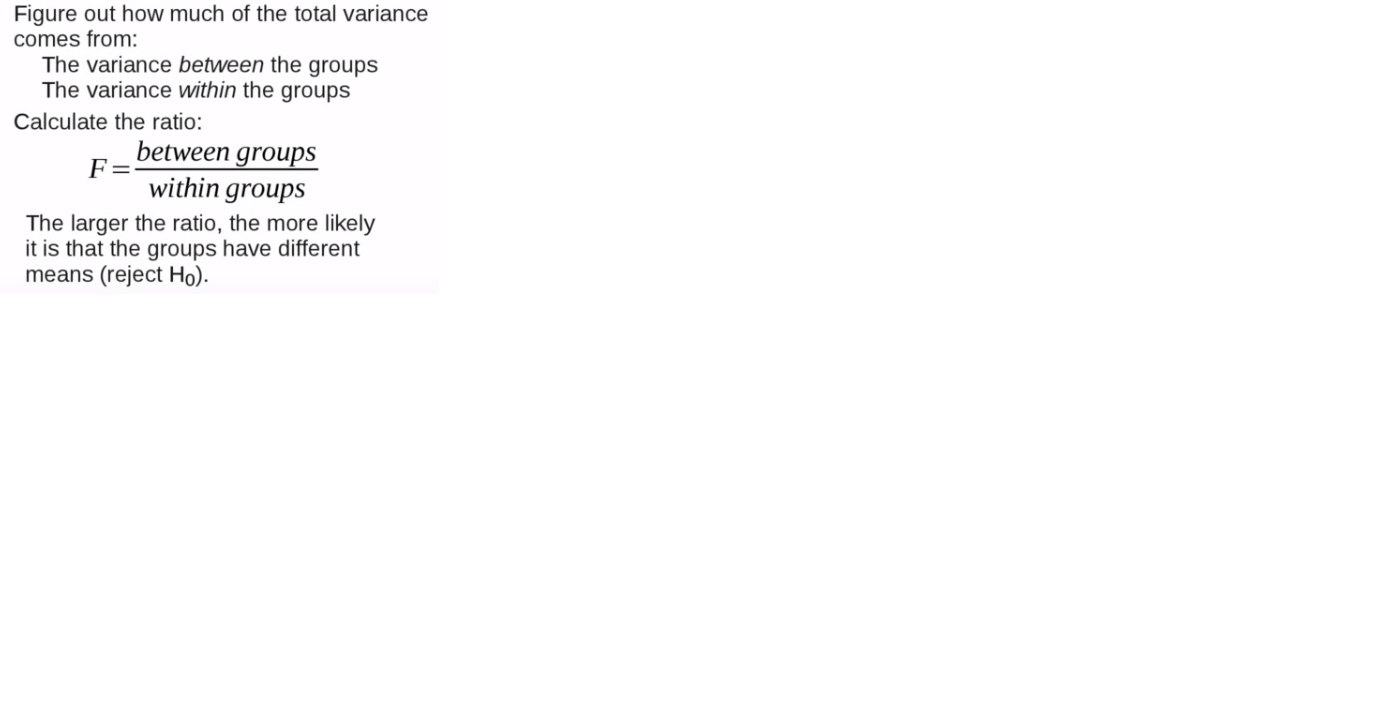 Figure out how much of the total variance
comes from:
The variance between the groups
The variance within the groups
Calculate the ratio:
F = between groups
within groups
The larger the ratio, the more likely
it is that the groups have different
means (reject H₀).